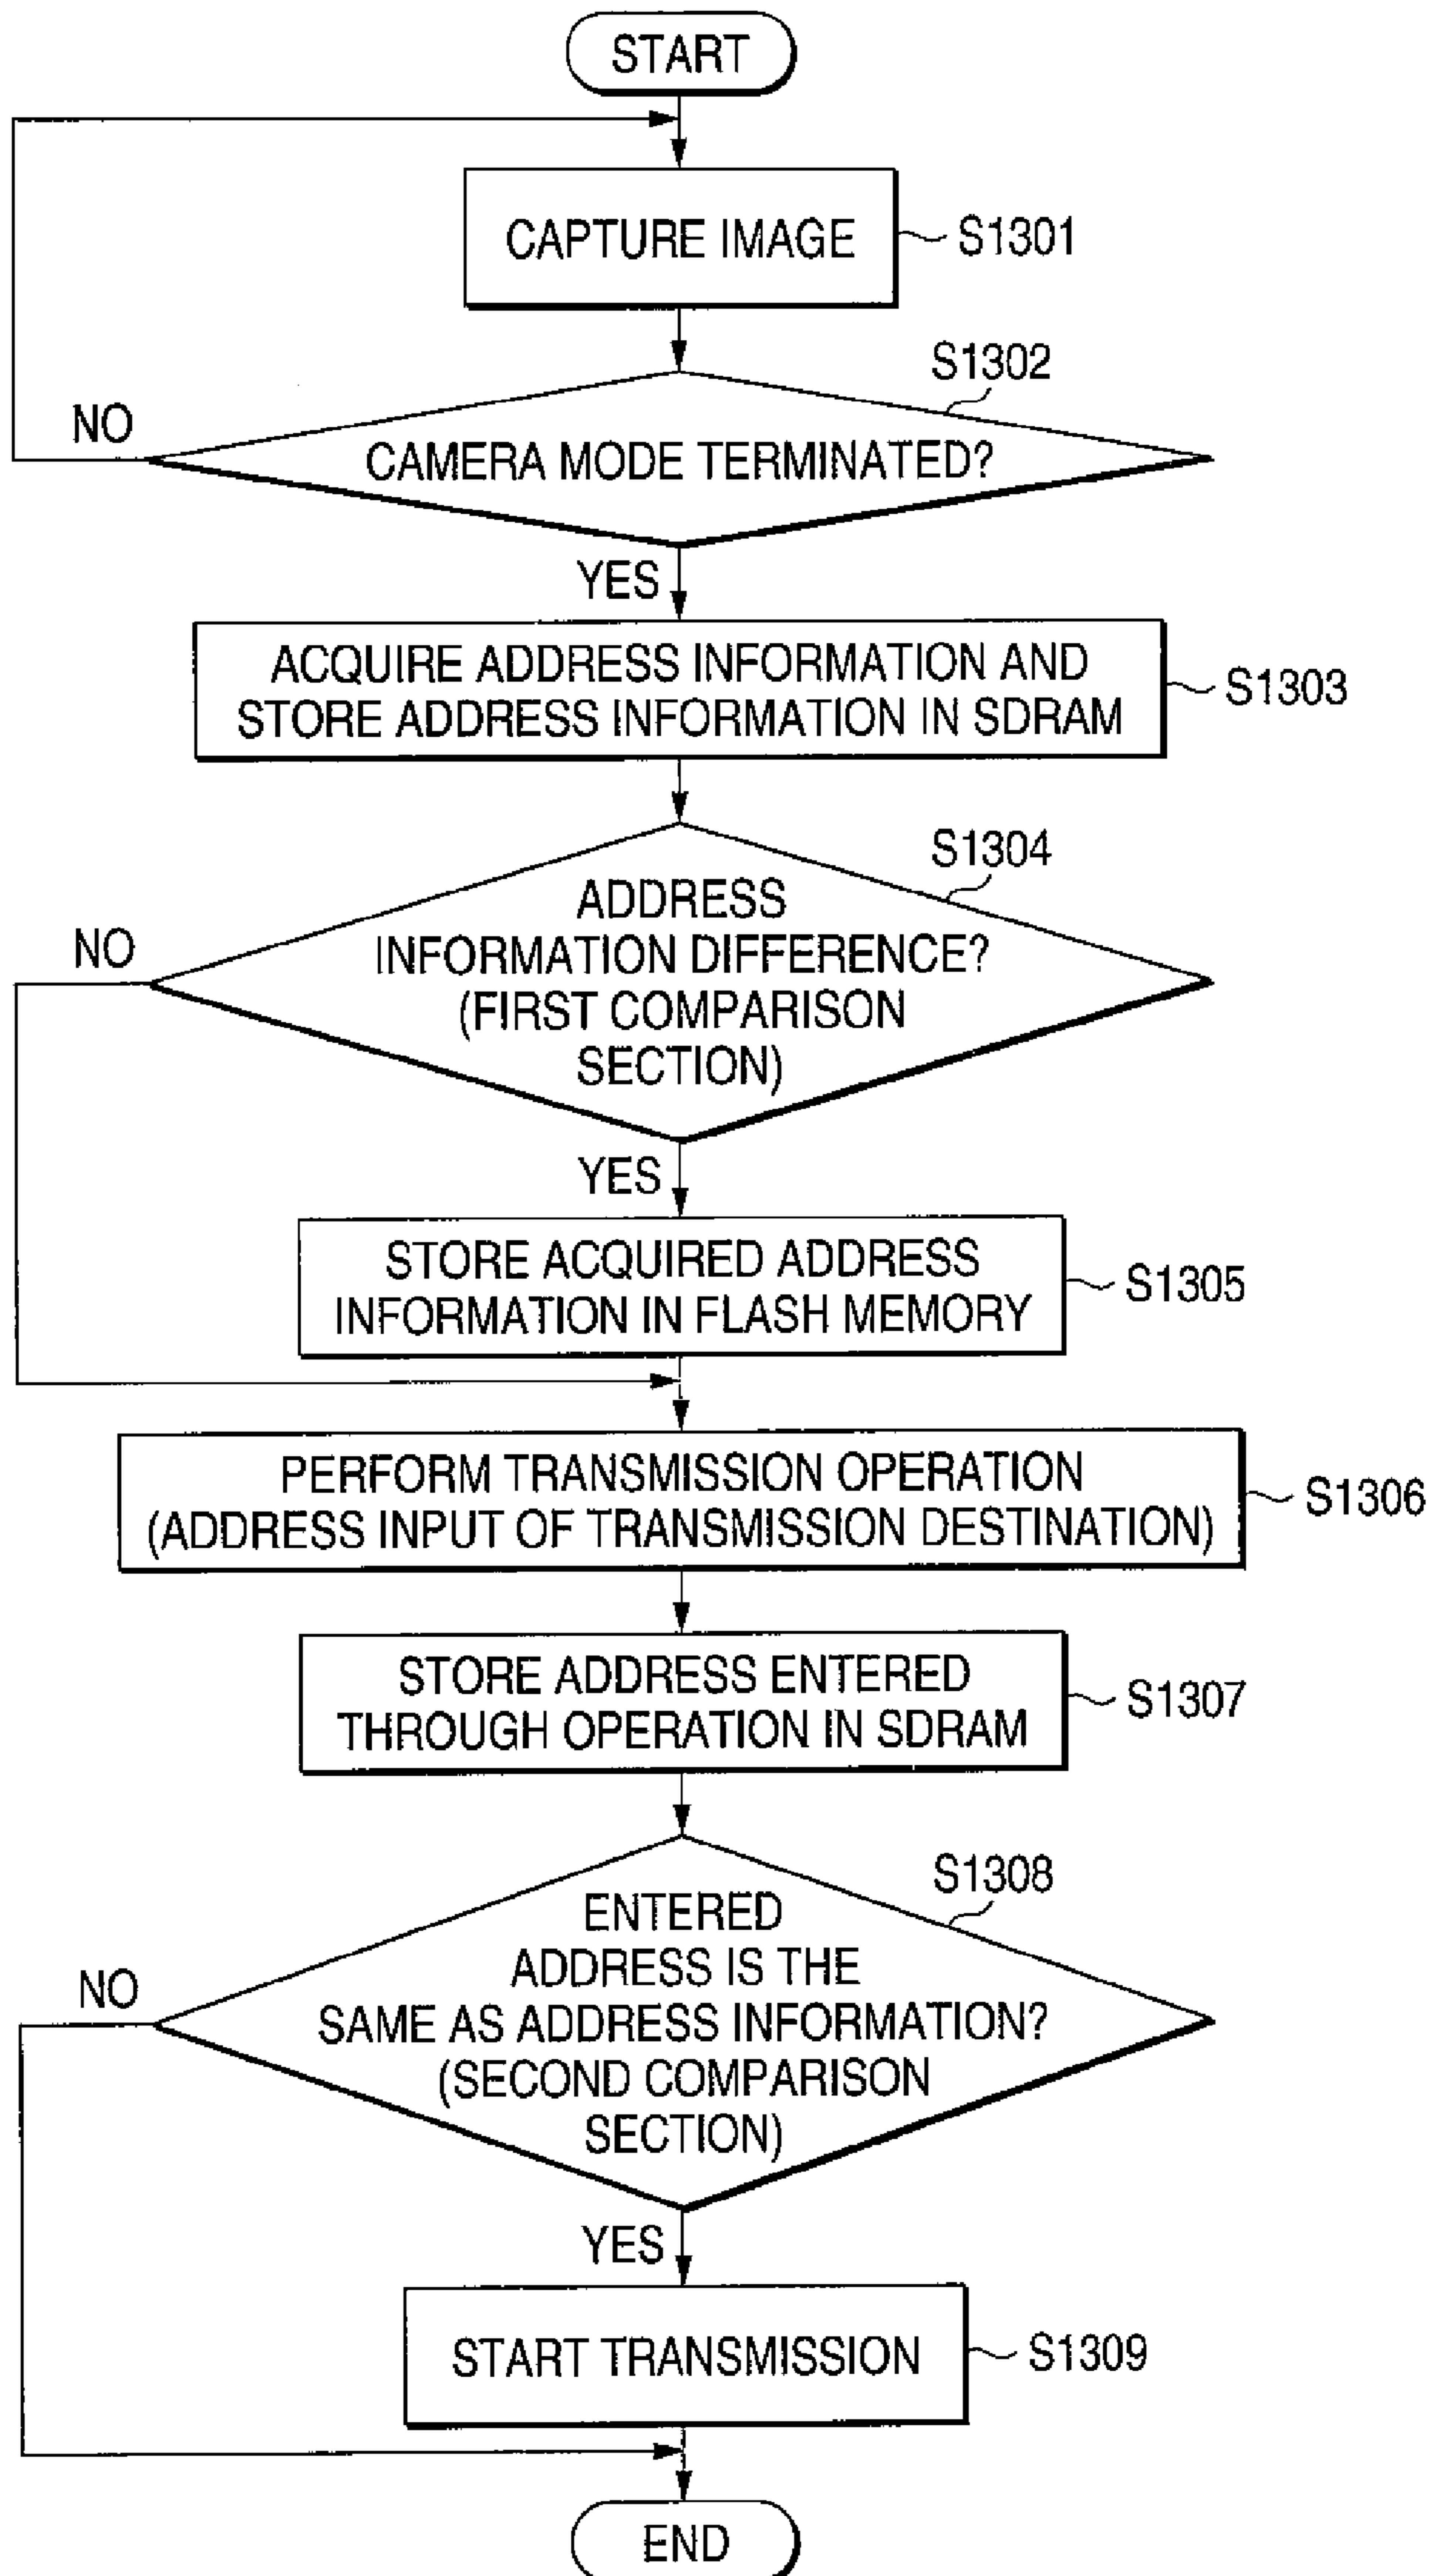 START
CAPTURE IMAGE
S1301
S1302
NO
CAMERA MODE TERMINATED?
YES
ACQUIRE ADDRESS INFORMATION AND
STORE ADDRESS INFORMATION IN SDRAM
S1303
S1304
NO
ADDRESS
INFORMATION DIFFERENCE?
(FIRST COMPARISON
SECTION)
YES
STORE ACQUIRED ADDRESS
INFORMATION IN FLASH MEMORY
S1305
PERFORM TRANSMISSION OPERATION
(ADDRESS INPUT OF TRANSMISSION DESTINATION)
S1306
STORE ADDRESS ENTERED
THROUGH OPERATION IN SDRAM
S1307
S1308
NO
ENTERED
ADDRESS IS THE
SAME AS ADDRESS INFORMATION?
(SECOND COMPARISON
SECTION)
YES
START TRANSMISSION
S1309
END